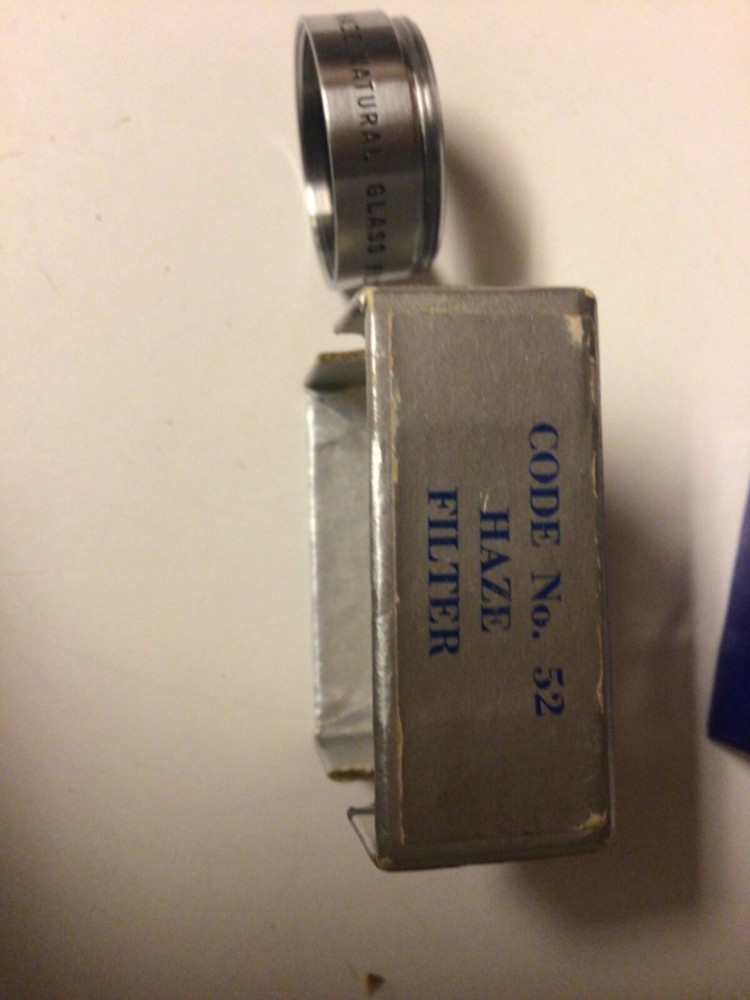 NATURAL GLASS
CODE No. 52
HAZE
FILTER